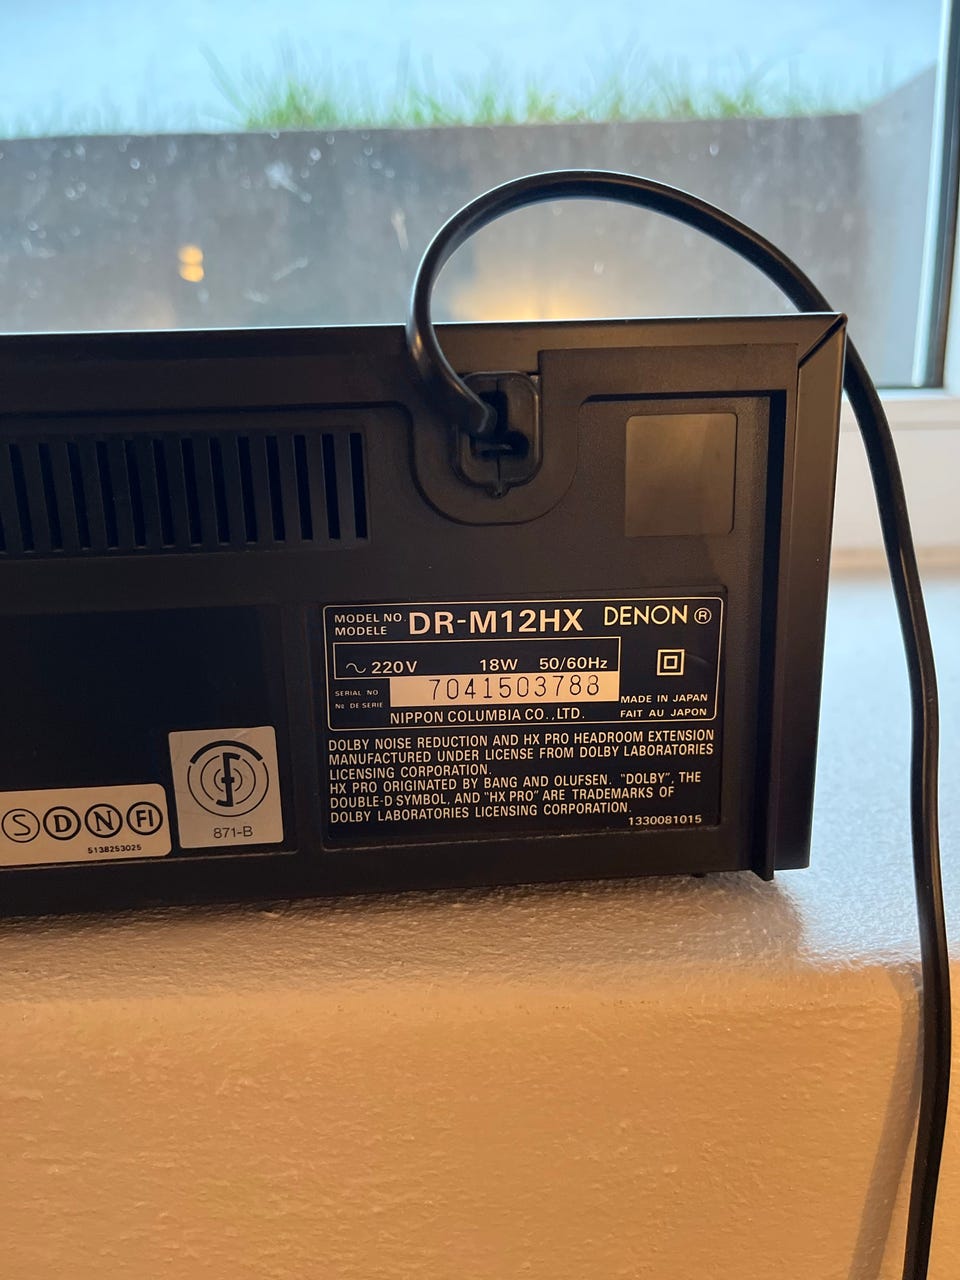 MODEL NO. DR-M12HX DENON ®
MODELE
~ 220V 18W 50/60Hz
SERIAL NO 7041503788
Nº DE SERIE
MADE IN JAPAN
NIPPON COLUMBIA CO.,LTD. FAIT AU JAPON
DOLBY NOISE REDUCTION AND HX PRO HEADROOM EXTENSION
MANUFACTURED UNDER LICENSE FROM DOLBY LABORATORIES
LICENSING CORPORATION.
HX PRO ORIGINATED BY BANG AND OLUFSEN. "DOLBY", THE
DOUBLE-D SYMBOL, AND "HX PRO" ARE TRADEMARKS OF
DOLBY LABORATORIES LICENSING CORPORATION.
1330081015
871-B
S D N FI
5138253025